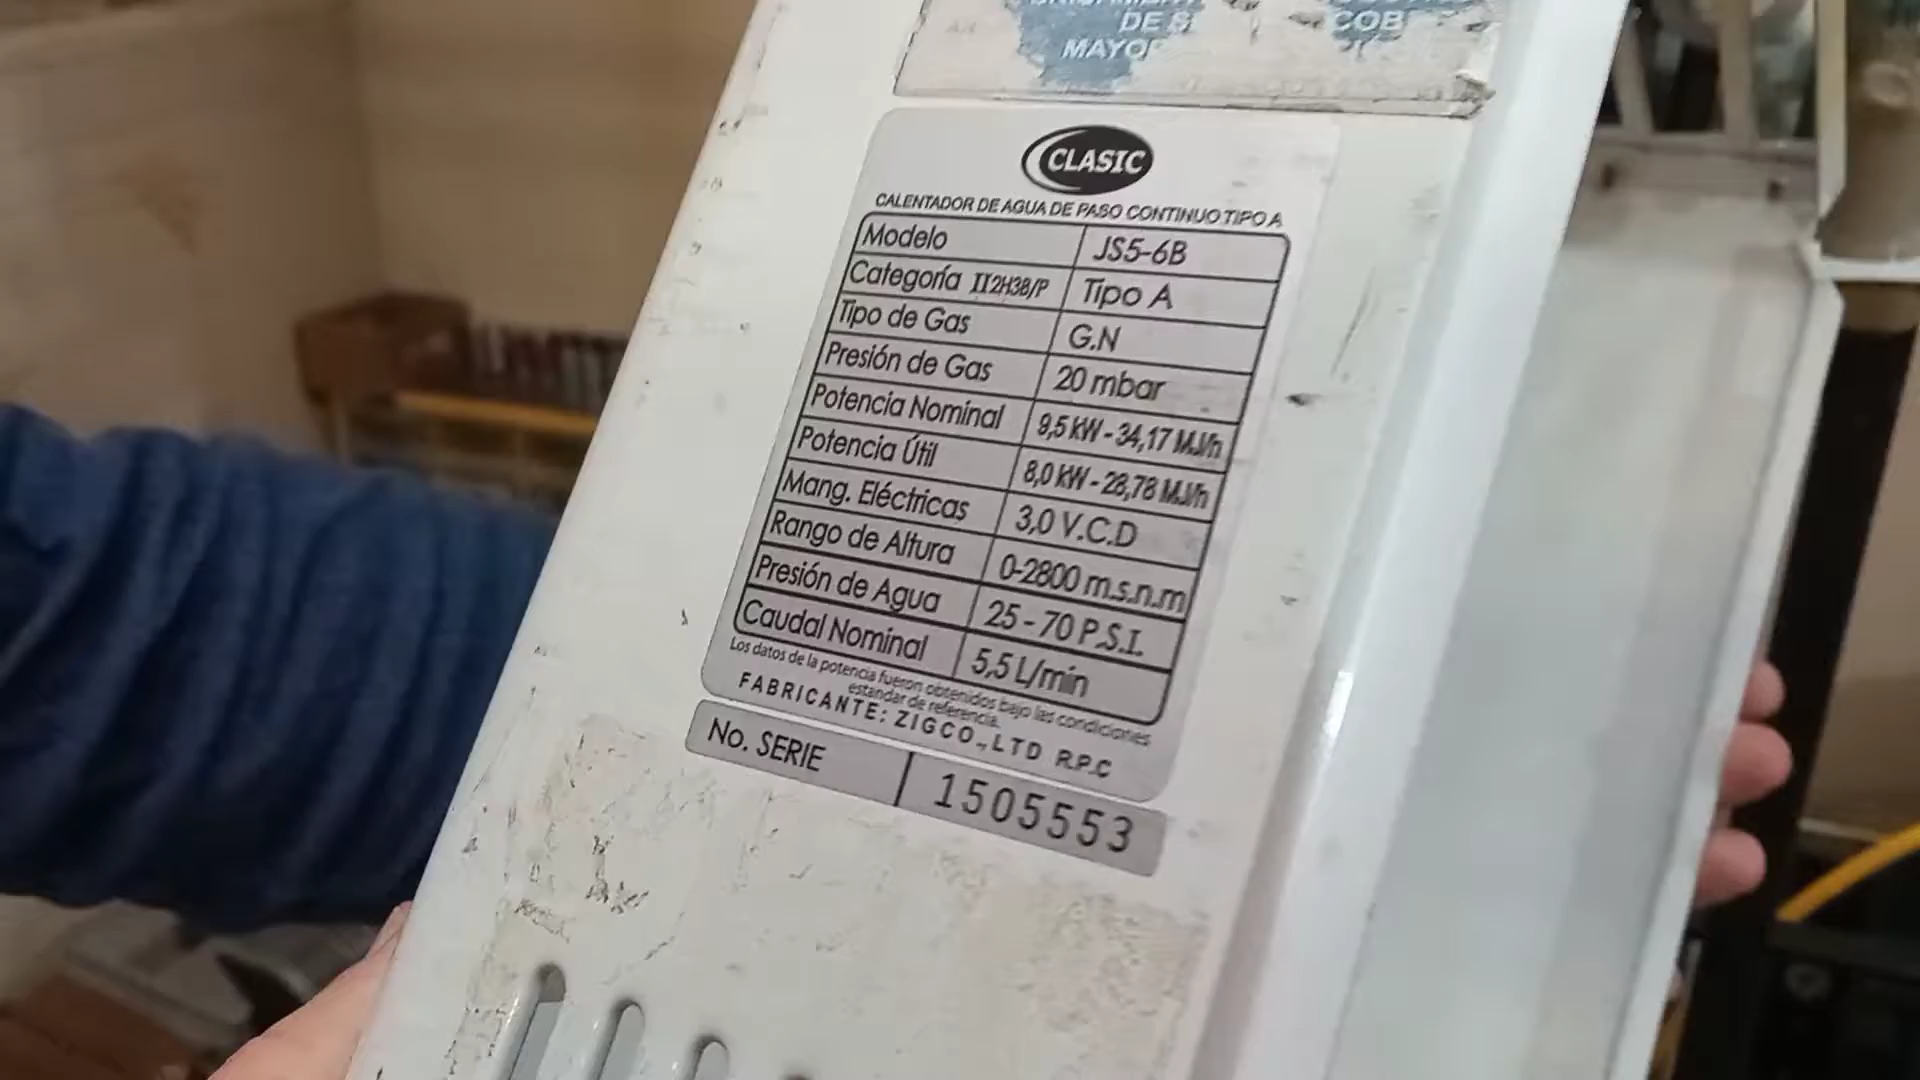 DE S
COB
MAYOR
CLASIC
CALENTADOR DE AGUA DE PASO CONTINUO TIPO A
Modelo JS5-6B
Categoría II2H3B/P Tipo A
Tipo de Gas G.N
Presión de Gas 20 mbar
Potencia Nominal 9,5 kW - 34,17 MJ/h
Potencia Útil 8,0 kW - 28,78 MJ/h
Mang. Eléctricas 3,0 V.C.D
Rango de Altura 0-2800 m.s.n.m
Presión de Agua 25 - 70 P.S.I.
Caudal Nominal 5,5 L/min
Los datos de la potencia fueron obtenidos bajo las condiciones
estandar de referencia.
FABRICANTE: ZIGCO.,LTD R.P.C
No. SERIE 1505553